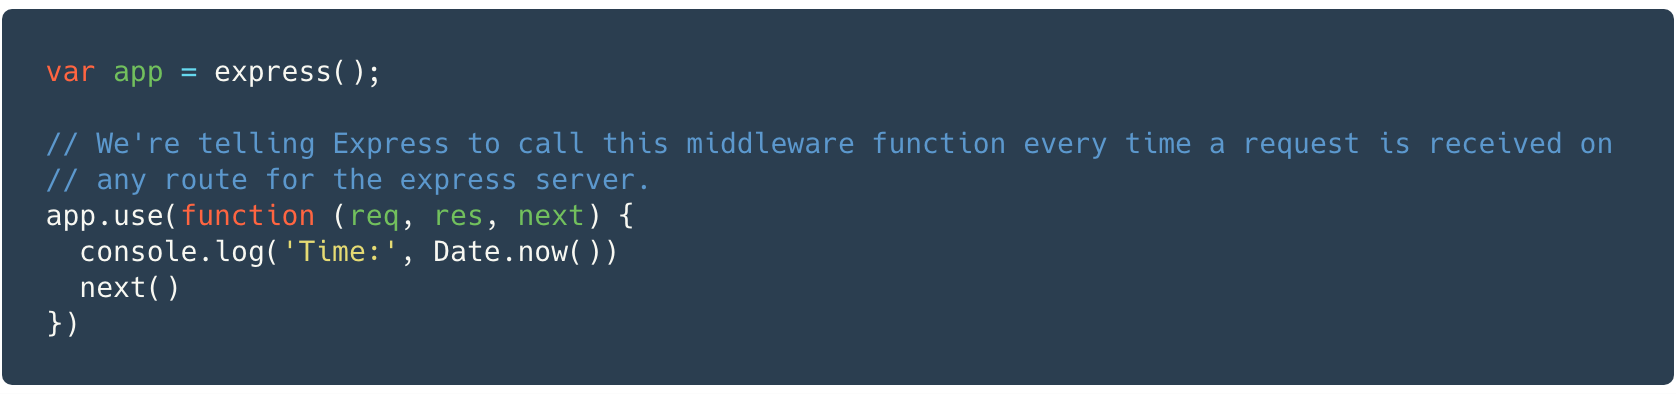 var app = express();

// We're telling Express to call this middleware function every time a request is received on
// any route for the express server.
app.use(function (req, res, next) {
  console.log('Time:', Date.now())
  next()
})